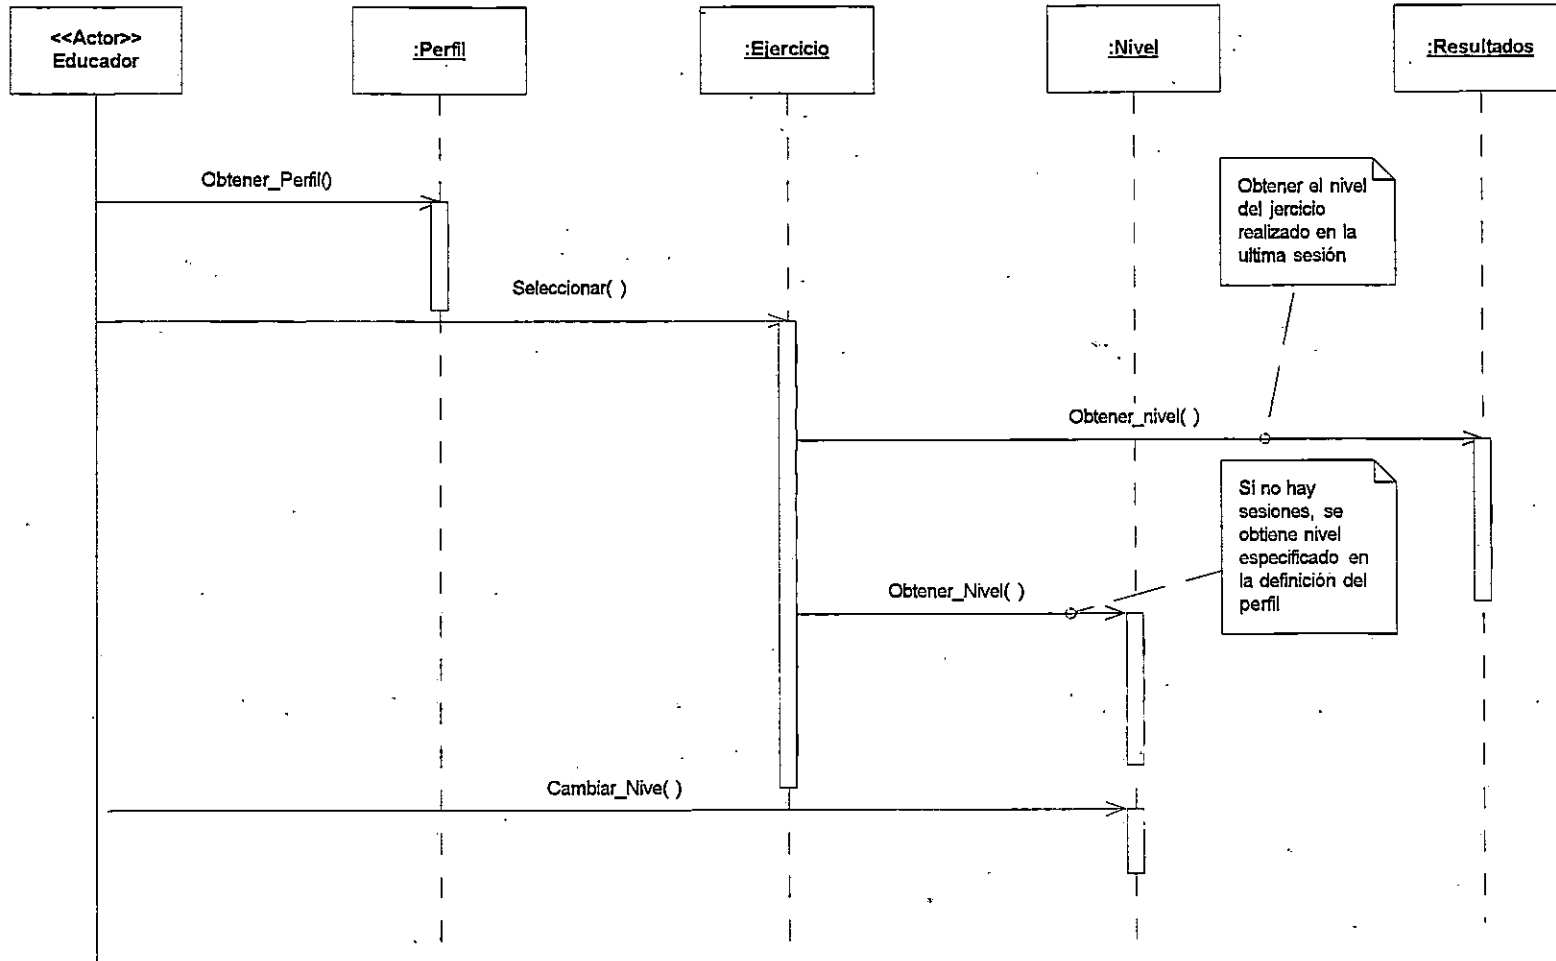 <<Actor>>
Educador
:Perfil
:Ejercicio
:Nivel
:Resultados
Obtener_Perfil()
Obtener el nivel
del jercicio
realizado en la
ultima sesión
Seleccionar( )
Obtener_nivel( )
Si no hay
sesiones, se
obtiene nivel
especificado en
la definición del
perfil
Obtener_Nivel( )
Cambiar_Nive( )